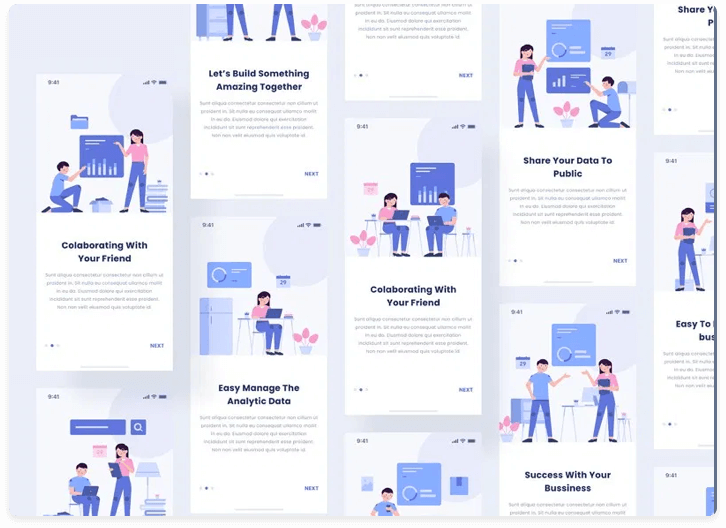 9:41
Colaborating With
Your Friend
Sunt aliqua consectetur consectetur non cillum ut
proident in. Sit nulla eu consequat ullamco velit
in eu do. Eiusmod dolore qui exercitation
incididunt sit sunt reprehenderit esse proident.
Non non velit eiusmod quis voluptate id.
NEXT
9:41
Let's Build Something
Amazing Together
Sunt aliqua consectetur consectetur non cillum ut
proident in. Sit nulla eu consequat ullamco velit
in eu do. Eiusmod dolore qui exercitation
incididunt sit sunt reprehenderit esse proident.
Non non velit eiusmod quis voluptate id.
NEXT
9:41
29
Easy Manage The
Analytic Data
Sunt aliqua consectetur consectetur non cillum ut
proident in. Sit nulla eu consequat ullamco velit
in eu do. Eiusmod dolore qui exercitation
incididunt sit sunt reprehenderit esse proident.
Non non velit eiusmod quis voluptate id.
NEXT
in eu do. Eiusmod dolore qui exercitation
incididunt sit sunt reprehenderit esse proident.
Non non velit eiusmod quis voluptate id.
NEXT
9:41
Colaborating With
Your Friend
Sunt aliqua consectetur consectetur non cillum ut
proident in. Sit nulla eu consequat ullamco velit
in eu do. Eiusmod dolore qui exercitation
incididunt sit sunt reprehenderit esse proident.
Non non velit eiusmod quis voluptate id.
NEXT
9:41
29
Share Your Data To
Public
Sunt aliqua consectetur consectetur non cillum ut
proident in. Sit nulla eu consequat ullamco velit
in eu do. Eiusmod dolore qui exercitation
incididunt sit sunt reprehenderit esse proident.
Non non velit eiusmod quis voluptate id.
NEXT
9:41
29
Success With Your
Bussiness
Sunt aliqua consectetur consectetur non cillum ut
proident in. Sit nulla eu consequat ullamco velit
Share Y
P
9:41
Easy To
bus
9:41